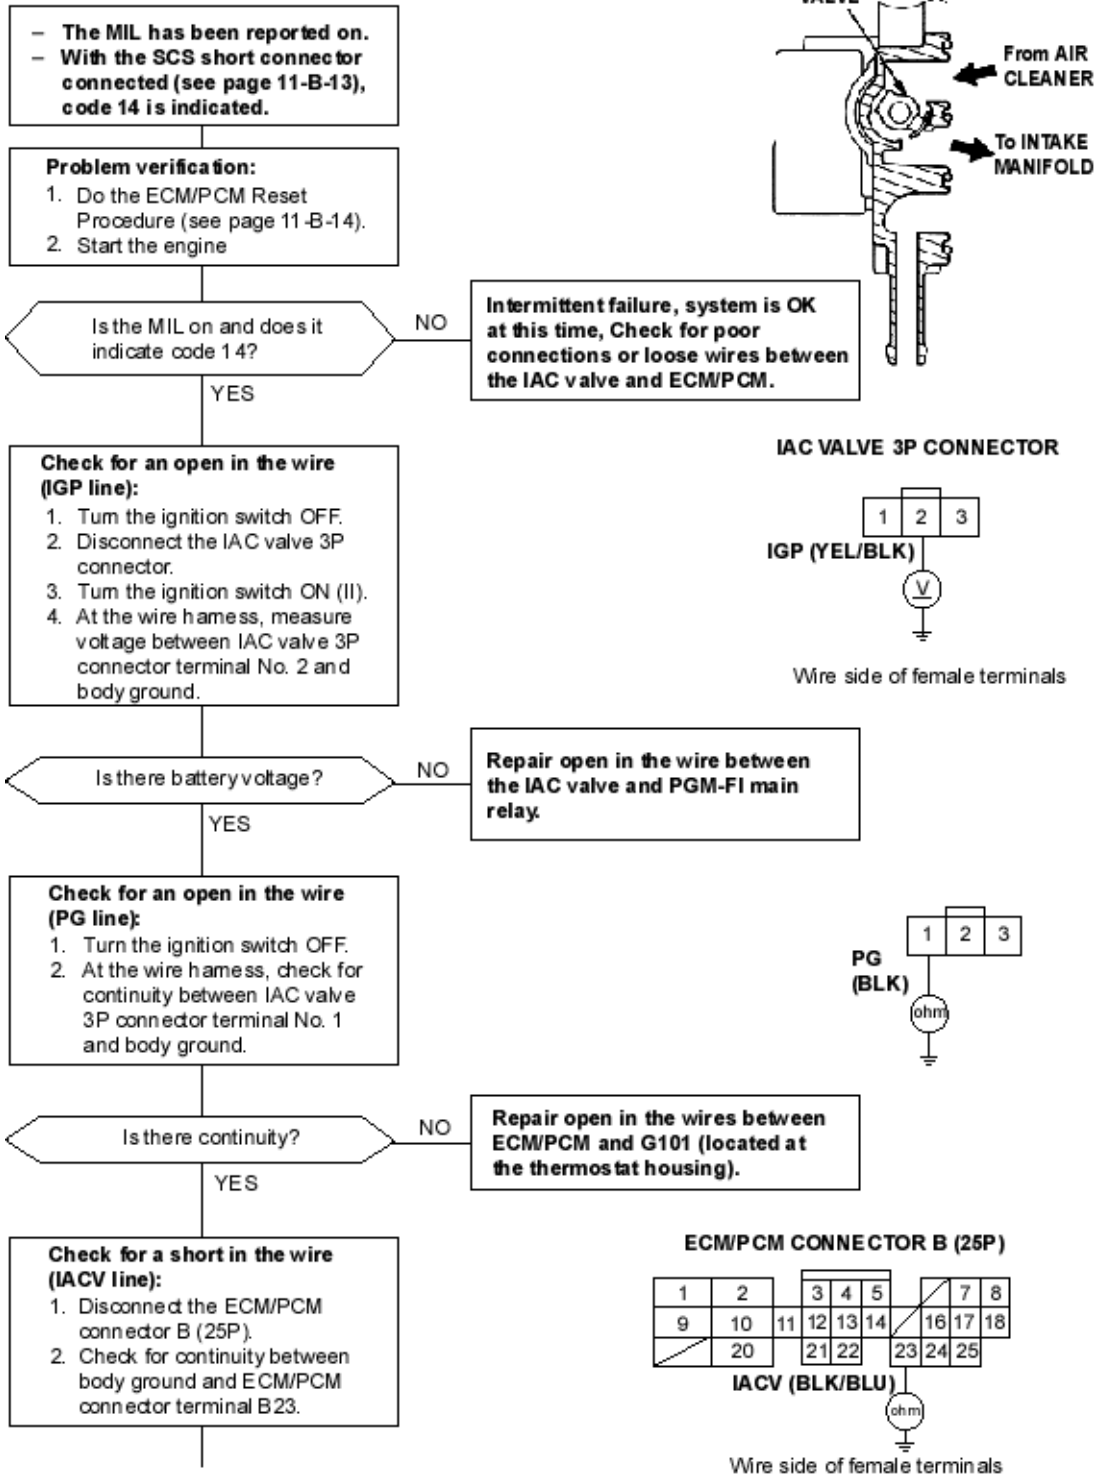 – The MIL has been reported on.
– With the SCS short connector
connected (see page 11-B-13),
code 14 is indicated.
VALVE
From AIR
CLEANER
To INTAKE
MANIFOLD
Problem verification:
1. Do the ECM/PCM Reset
Procedure (see page 11-B-14).
2. Start the engine
Is the MIL on and does it
indicate code 14?
NO
Intermittent failure, system is OK
at this time, Check for poor
connections or loose wires between
the IAC valve and ECM/PCM.
YES
Check for an open in the wire
(IGP line):
1. Turn the ignition switch OFF.
2. Disconnect the IAC valve 3P
connector.
3. Turn the ignition switch ON (II).
4. At the wire harness, measure
voltage between IAC valve 3P
connector terminal No. 2 and
body ground.
IAC VALVE 3P CONNECTOR
1 2 3
IGP (YEL/BLK)
V
Wire side of female terminals
Is there battery voltage?
NO
Repair open in the wire between
the IAC valve and PGM-FI main
relay.
YES
Check for an open in the wire
(PG line):
1. Turn the ignition switch OFF.
2. At the wire harness, check for
continuity between IAC valve
3P connector terminal No. 1
and body ground.
1 2 3
PG
(BLK)
ohm
Is there continuity?
NO
Repair open in the wires between
ECM/PCM and G101 (located at
the thermostat housing).
YES
Check for a short in the wire
(IACV line):
1. Disconnect the ECM/PCM
connector B (25P).
2. Check for continuity between
body ground and ECM/PCM
connector terminal B23.
ECM/PCM CONNECTOR B (25P)
1 2 3 4 5 7 8
9 10 11 12 13 14 16 17 18
20 21 22 23 24 25
IACV (BLK/BLU)
ohm
Wire side of female terminals